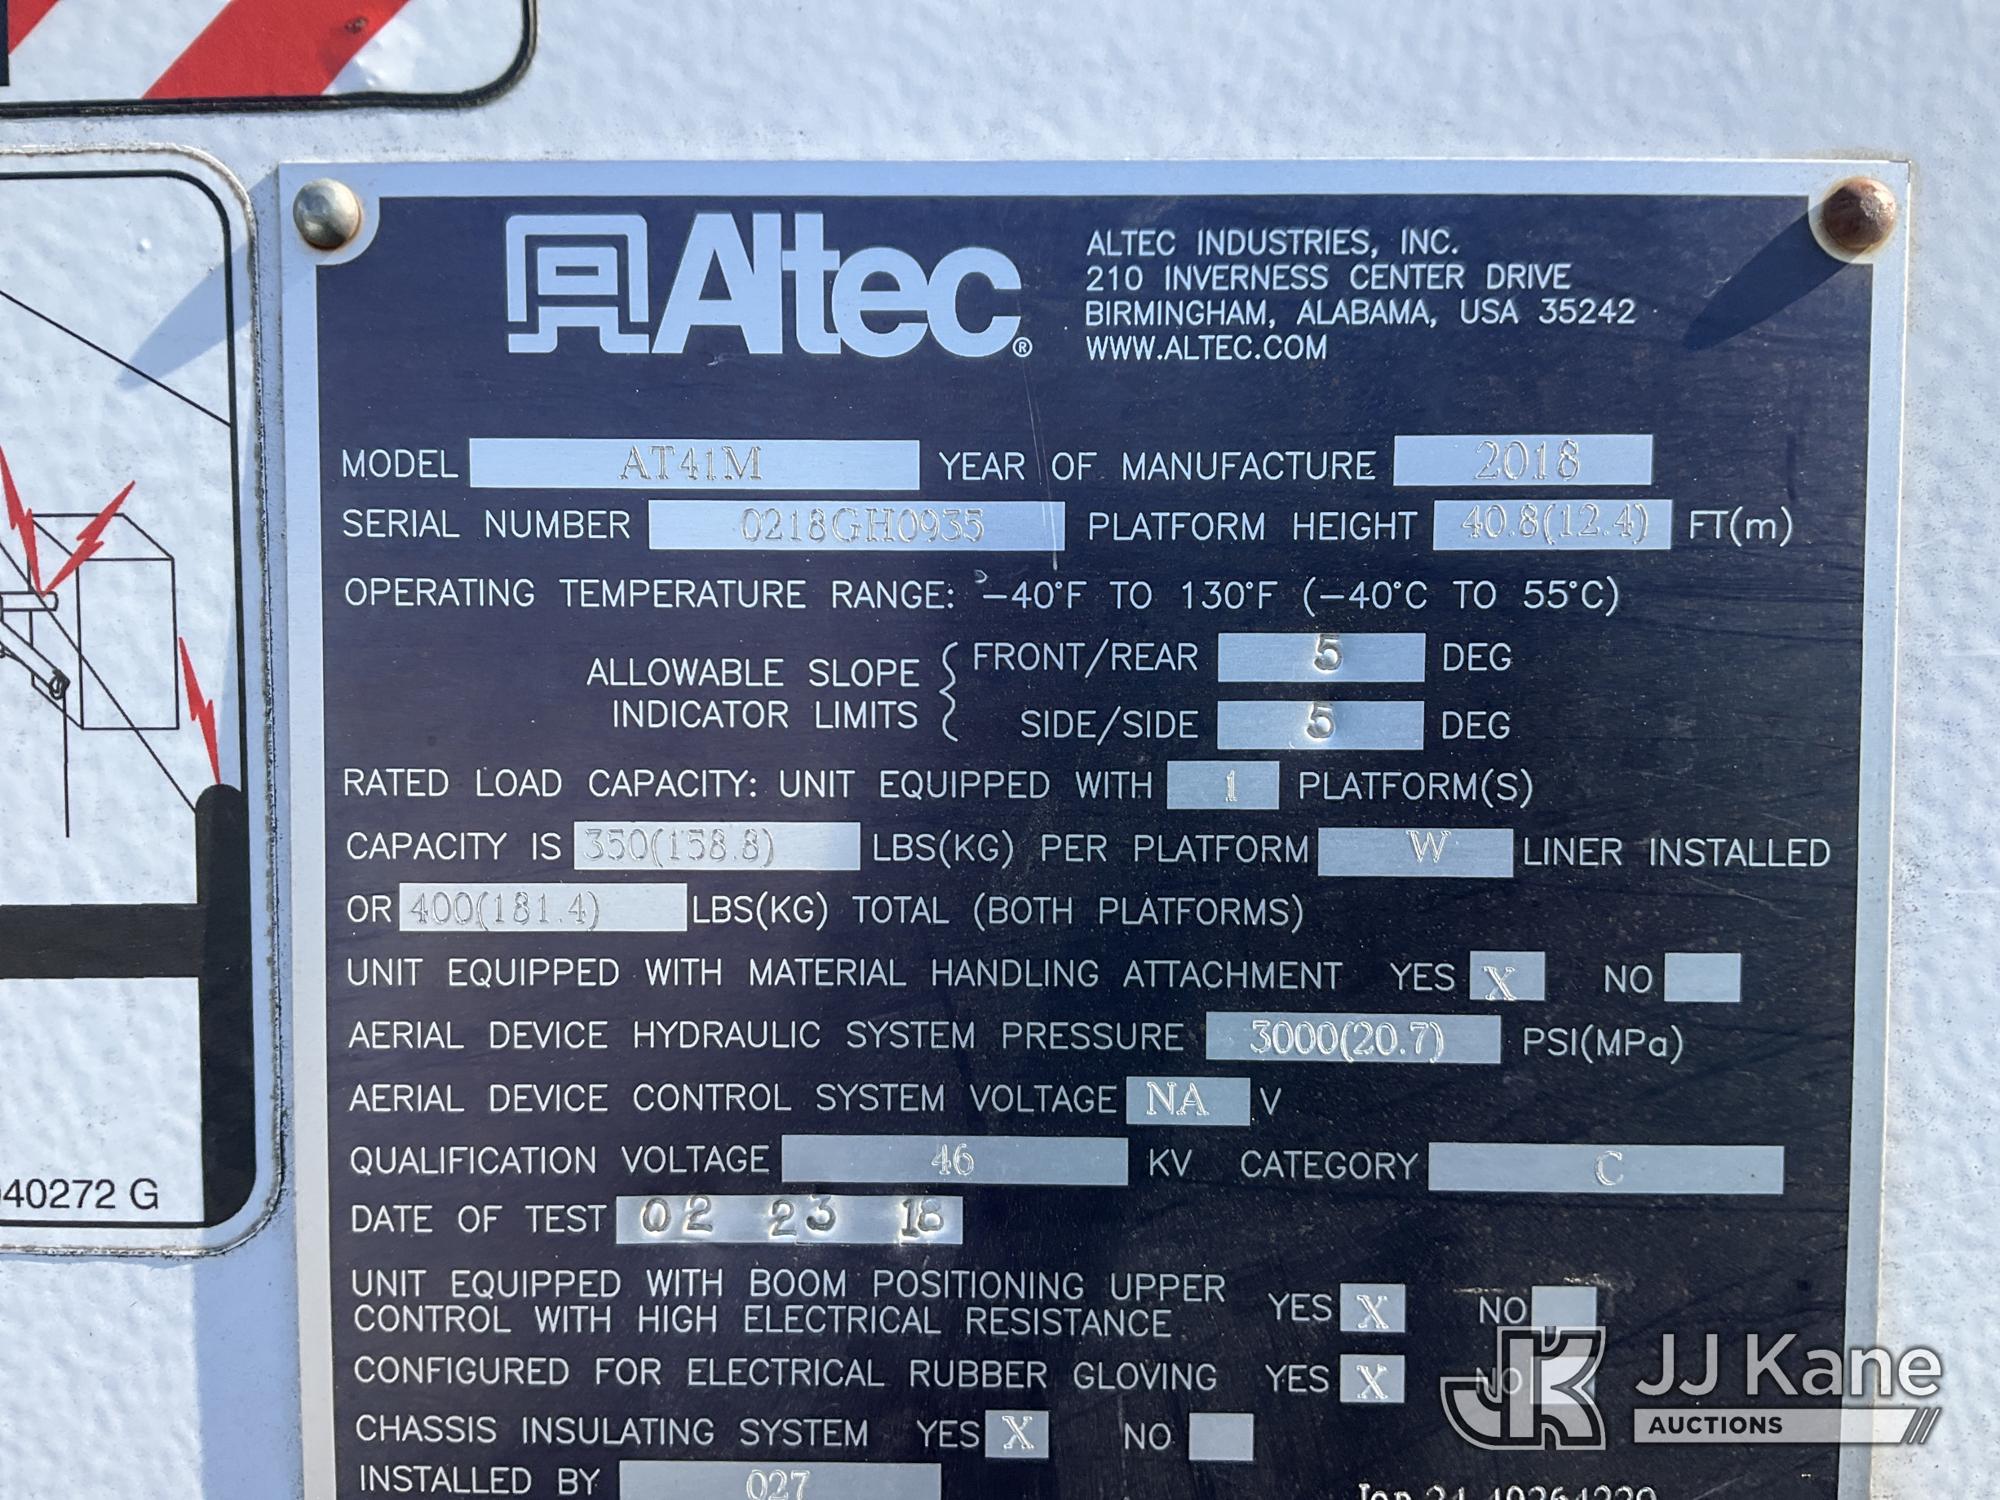 Altec®
ALTEC INDUSTRIES, INC.
210 INVERNESS CENTER DRIVE
BIRMINGHAM, ALABAMA, USA 35242
WWW.ALTEC.COM
MODEL AT41M YEAR OF MANUFACTURE 2018
SERIAL NUMBER 0218GH0935 PLATFORM HEIGHT 40.8(12.4) FT(m)
OPERATING TEMPERATURE RANGE: -40°F TO 130°F (-40°C TO 55°C)
ALLOWABLE SLOPE INDICATOR LIMITS
FRONT/REAR 5 DEG
SIDE/SIDE 5 DEG
RATED LOAD CAPACITY: UNIT EQUIPPED WITH 1 PLATFORM(S)
CAPACITY IS 350(158.8) LBS(KG) PER PLATFORM W LINER INSTALLED
OR 400(181.4) LBS(KG) TOTAL (BOTH PLATFORMS)
UNIT EQUIPPED WITH MATERIAL HANDLING ATTACHMENT YES X NO
AERIAL DEVICE HYDRAULIC SYSTEM PRESSURE 3000(20.7) PSI(MPa)
AERIAL DEVICE CONTROL SYSTEM VOLTAGE NA V
QUALIFICATION VOLTAGE 46 KV CATEGORY C
DATE OF TEST 02 23 18
UNIT EQUIPPED WITH BOOM POSITIONING UPPER
CONTROL WITH HIGH ELECTRICAL RESISTANCE YES X NO
CONFIGURED FOR ELECTRICAL RUBBER GLOVING YES X NO
CHASSIS INSULATING SYSTEM YES X NO
INSTALLED BY 027
40272 G
JJ Kane
AUCTIONS